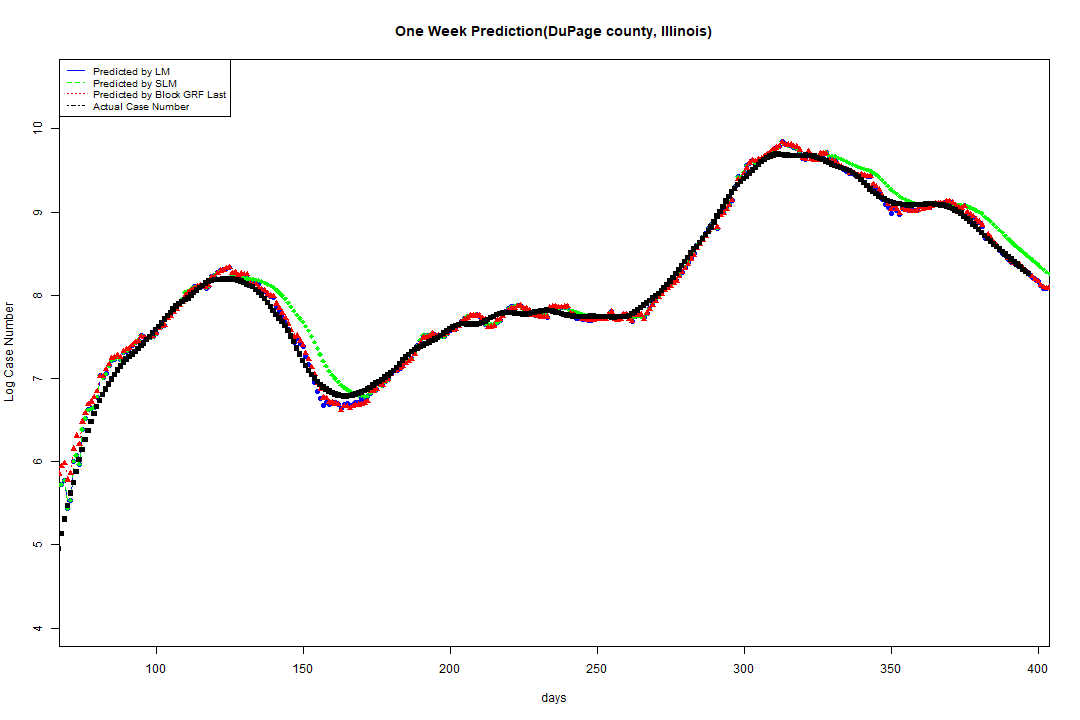 One Week Prediction(DuPage county, Illinois)
Predicted by LM
Predicted by SLM
Predicted by Block GRF Last
Actual Case Number
10
9
8
7
6
5
4
Log Case Number
100 150 200 250 300 350 400
days